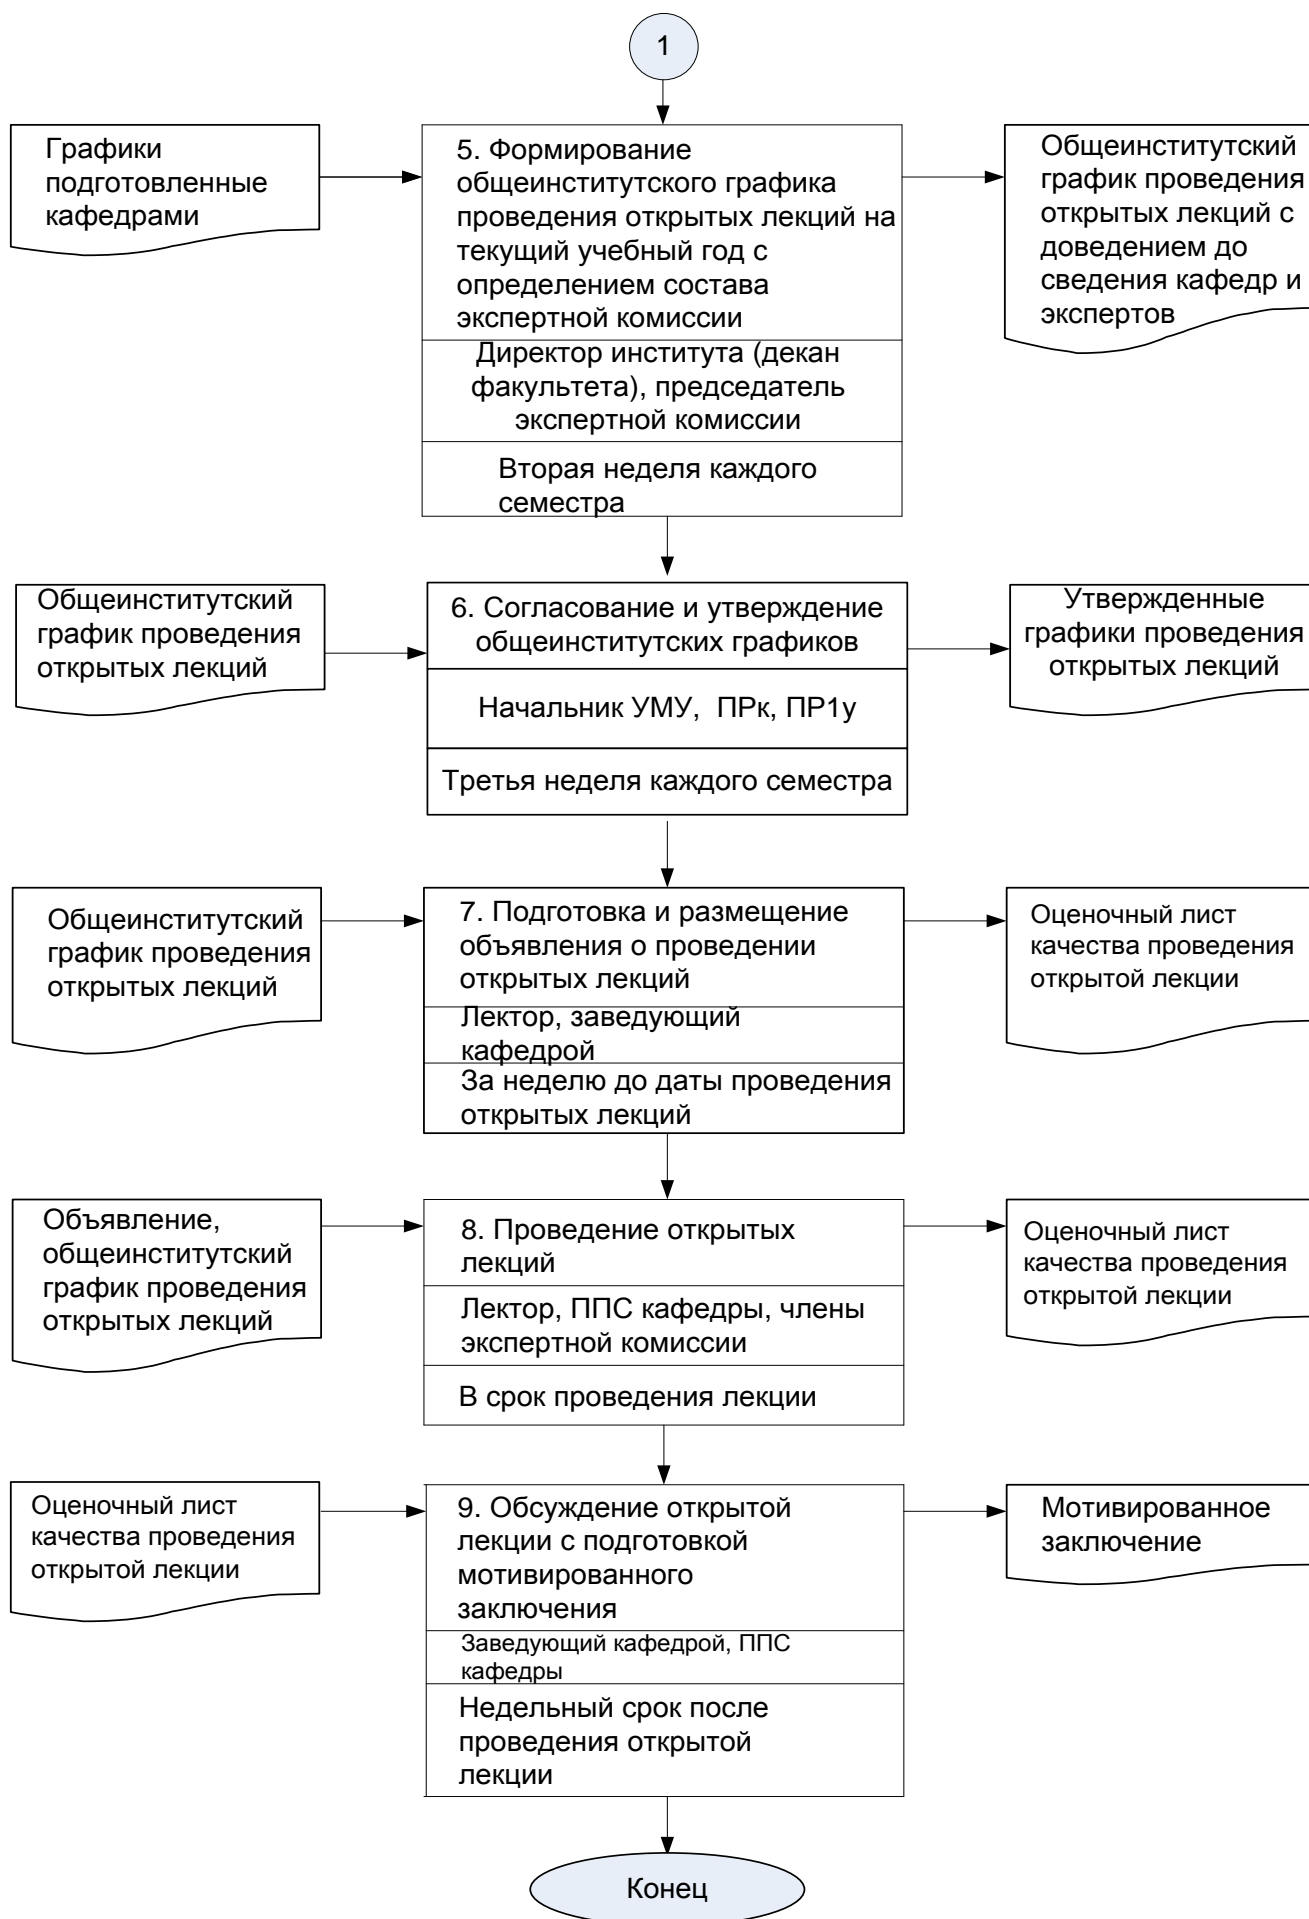 1
Графики
подготовленные
кафедрами
5. Формирование
общеинститутского графика
проведения открытых лекций на
текущий учебный год с
определением состава
экспертной комиссии
Директор института (декан
факультета), председатель
экспертной комиссии
Вторая неделя каждого
семестра
Общеинститутский
график проведения
открытых лекций с
доведением до
сведения кафедр и
экспертов
Общеинститутский
график проведения
открытых лекций
6. Согласование и утверждение
общеинститутских графиков
Начальник УМУ, ПРк, ПР1у
Третья неделя каждого семестра
Утвержденные
графики проведения
открытых лекций
Общеинститутский
график проведения
открытых лекций
7. Подготовка и размещение
объявления о проведении
открытых лекций
Лектор, заведующий
кафедрой
За неделю до даты проведения
открытых лекций
Оценочный лист
качества проведения
открытой лекции
Объявление,
общеинститутский
график проведения
открытых лекций
8. Проведение открытых
лекций
Лектор, ППС кафедры, члены
экспертной комиссии
В срок проведения лекции
Оценочный лист
качества проведения
открытой лекции
Оценочный лист
качества проведения
открытой лекции
9. Обсуждение открытой
лекции с подготовкой
мотивированного
заключения
Заведующий кафедрой, ППС
кафедры
Недельный срок после
проведения открытой
лекции
Мотивированное
заключение
Конец